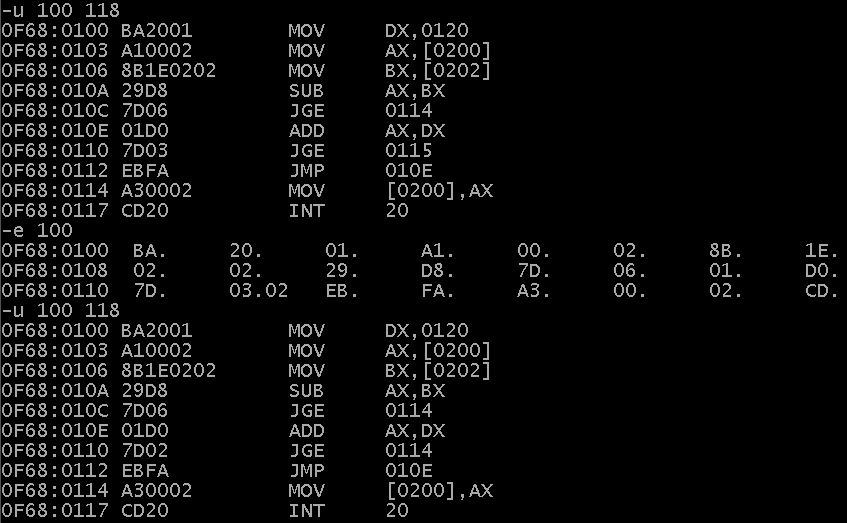 -u 100 118
0F68:0100 BA2001 MOV DX,0120
0F68:0103 A10002 MOV AX,[0200]
0F68:0106 8B1E0202 MOV BX,[0202]
0F68:010A 29D8 SUB AX,BX
0F68:010C 7D06 JGE 0114
0F68:010E 01D0 ADD AX,DX
0F68:0110 7D03 JGE 0115
0F68:0112 EBFA JMP 010E
0F68:0114 A30002 MOV [0200],AX
0F68:0117 CD20 INT 20
-e 100
0F68:0100 BA. 20. 01. A1. 00. 02. 8B. 1E.
0F68:0108 02. 02. 29. D8. 7D. 06. 01. D0.
0F68:0110 7D. 03.02 EB. FA. A3. 00. 02. CD.
-u 100 118
0F68:0100 BA2001 MOV DX,0120
0F68:0103 A10002 MOV AX,[0200]
0F68:0106 8B1E0202 MOV BX,[0202]
0F68:010A 29D8 SUB AX,BX
0F68:010C 7D06 JGE 0114
0F68:010E 01D0 ADD AX,DX
0F68:0110 7D02 JGE 0114
0F68:0112 EBFA JMP 010E
0F68:0114 A30002 MOV [0200],AX
0F68:0117 CD20 INT 20